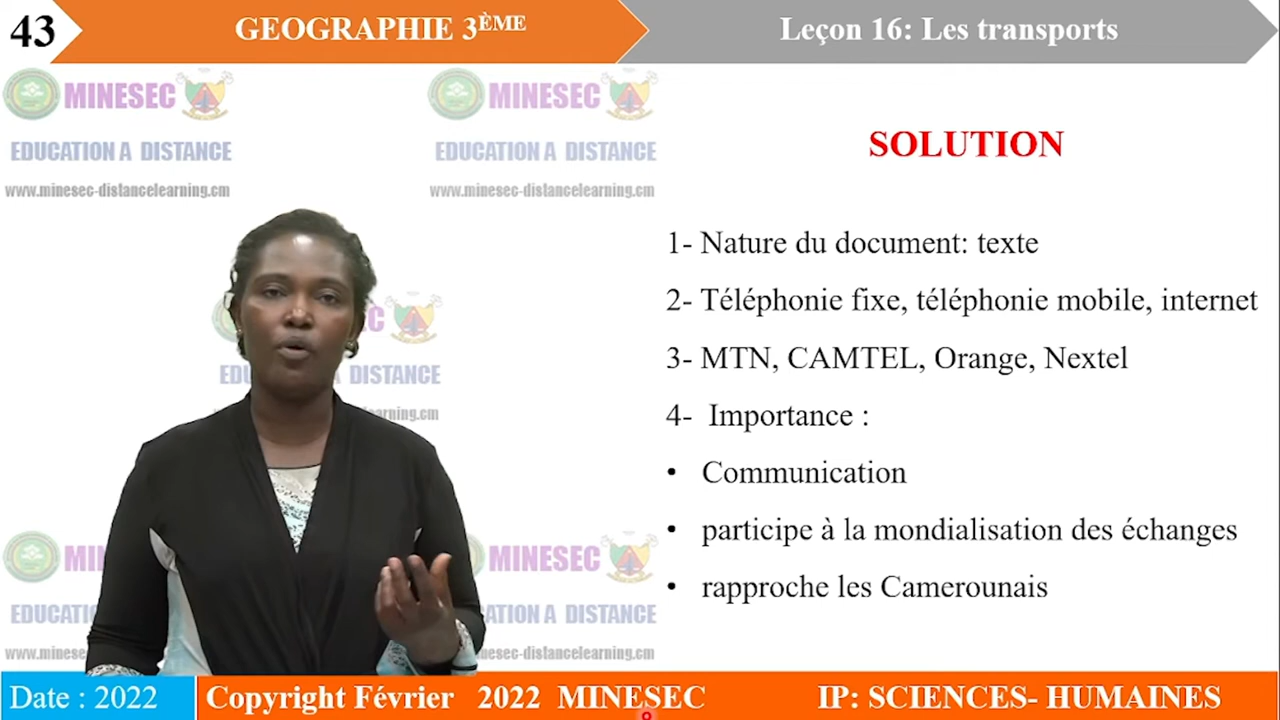 43
GEOGRAPHIE 3ÈME
Leçon 16: Les transports
MINESEC
EDUCATION A DISTANCE
www.minesec-distancelearning.cm
MINESEC
EDUCATION A DISTANCE
www.minesec-distancelearning.cm
SOLUTION
1- Nature du document: texte
2- Téléphonie fixe, téléphonie mobile, internet
3- MTN, CAMTEL, Orange, Nextel
4- Importance :
• Communication
• participe à la mondialisation des échanges
• rapproche les Camerounais
DISTANCE
MINESEC
DISTANCE
Date : 2022
Copyright Février 2022 MINESEC
IP: SCIENCES- HUMAINES